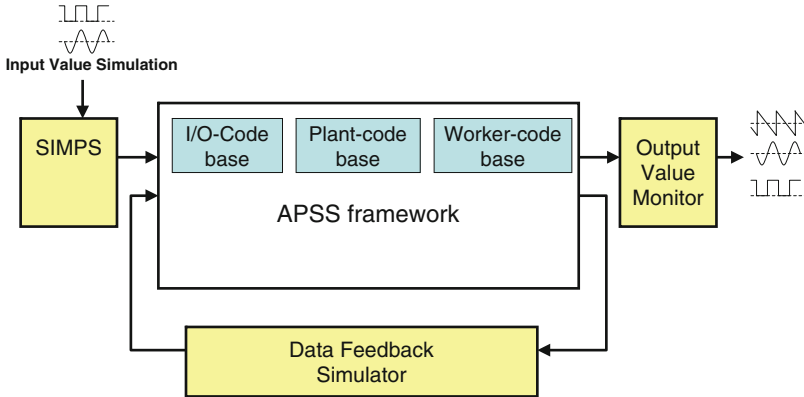 Input Value Simulation
SIMPS
I/O-Code
base
Plant-code
base
Worker-code
base
APSS framework
Output
Value
Monitor
Data Feedback
Simulator